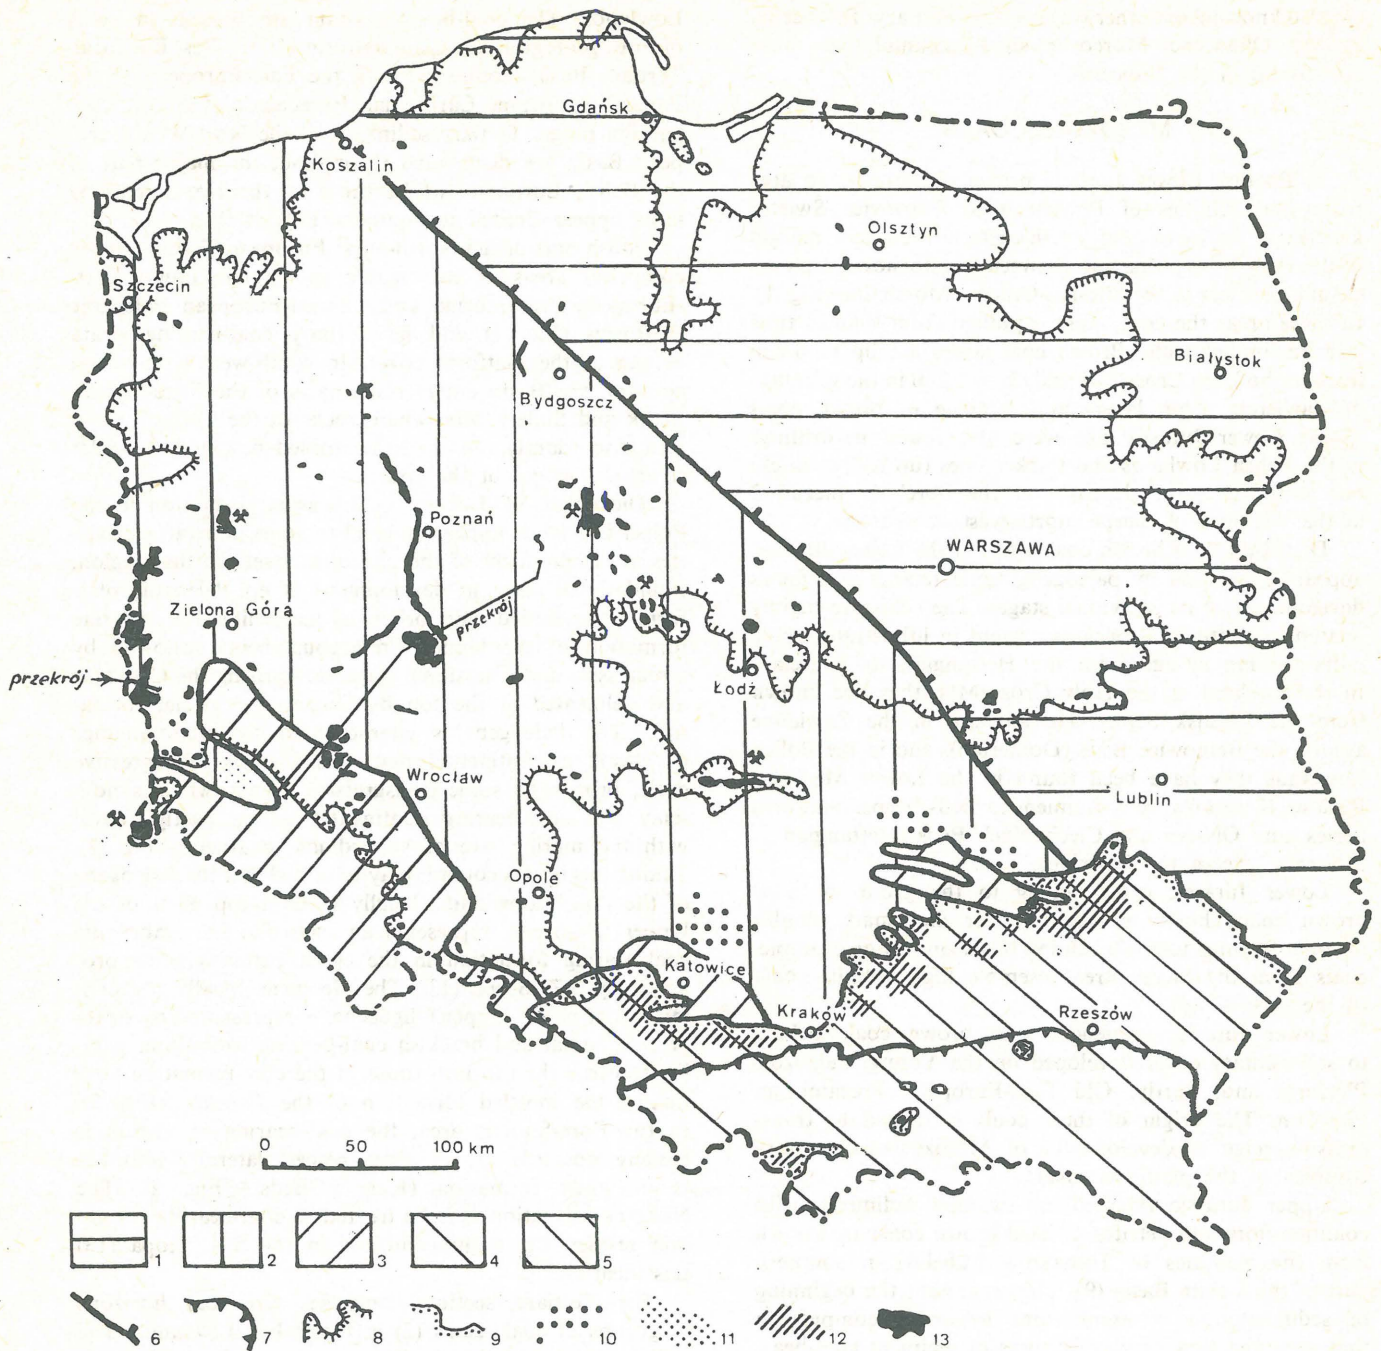 Gdańsk
Koszalin
Olsztyn
Szczecin
Białystok
Bydgoszcz
Poznań
WARSZAWA
Zielona Góra
przekrój
przekrój
Łodź
Wrocław
Lublin
Opole
Katowice
Kraków
Rzeszów
0 50 100 km
1 2 3 4 5
6 7 8 9 10 11 12 13